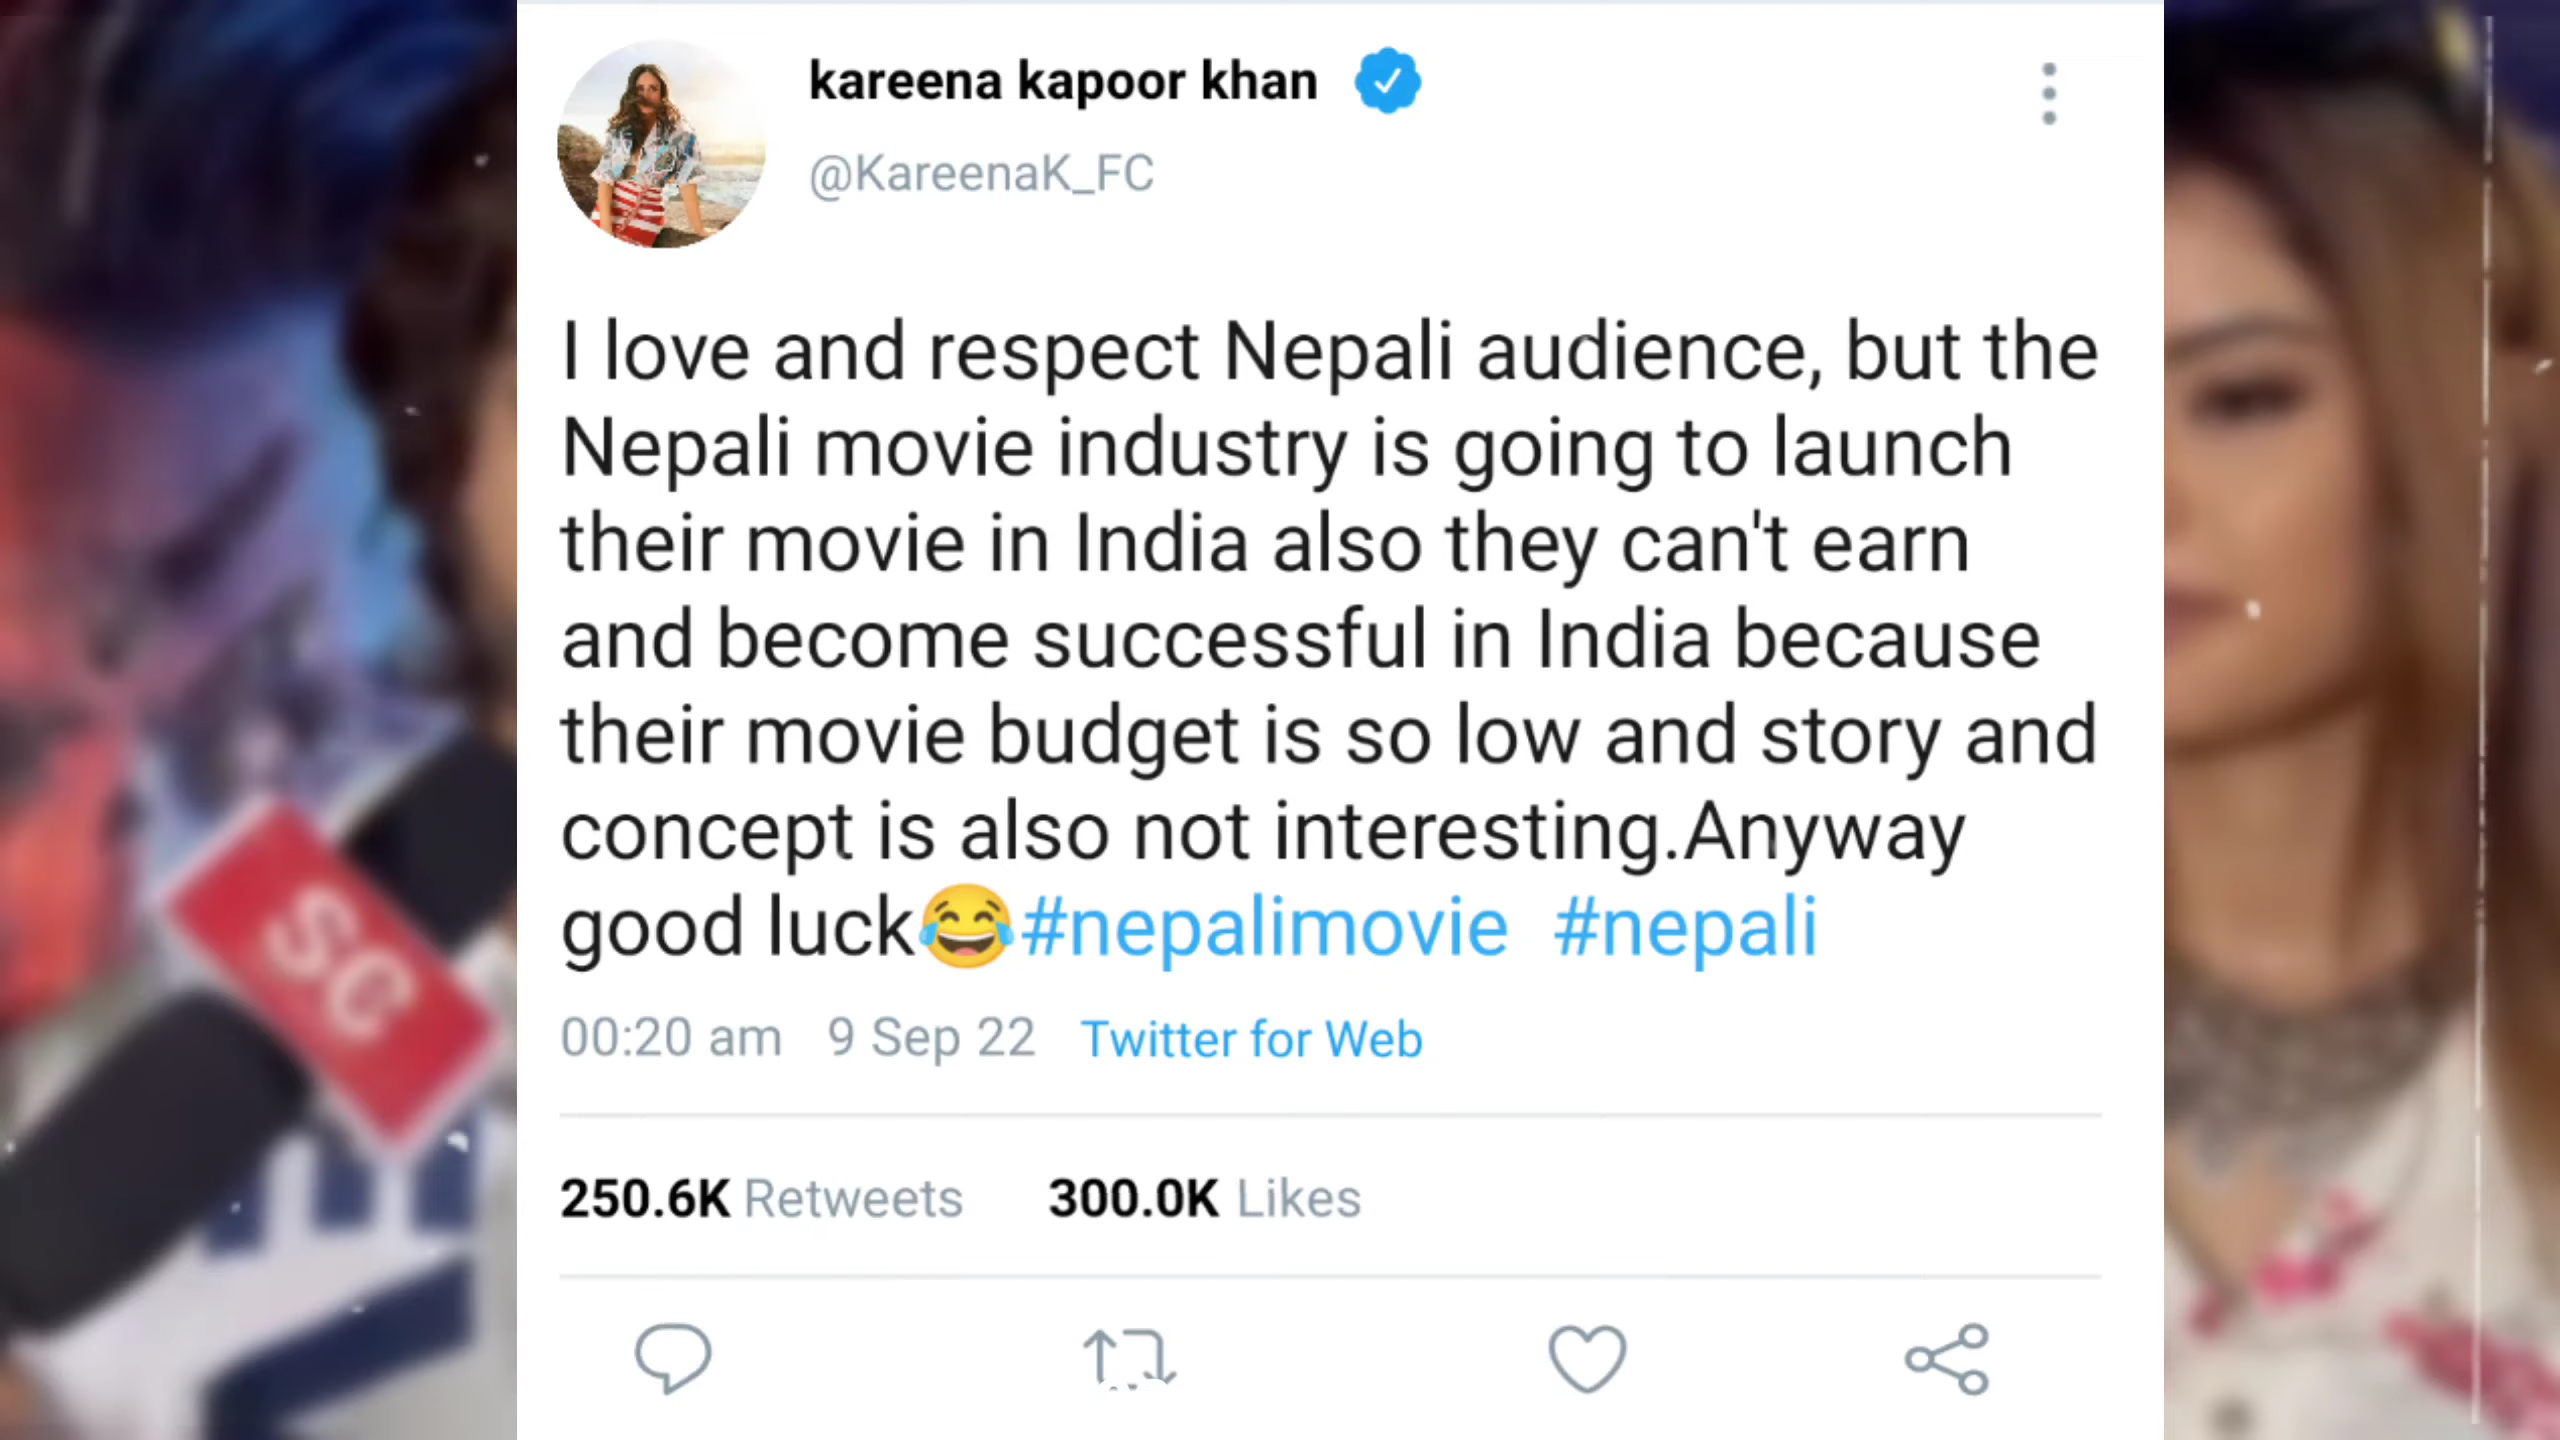 kareena kapoor khan
@KareenaK_FC
I love and respect Nepali audience, but the
Nepali movie industry is going to launch
their movie in India also they can't earn
and become successful in India because
their movie budget is so low and story and
concept is also not interesting.Anyway
good luck😂#nepalimovie #nepali
00:20 am 9 Sep 22 Twitter for Web
250.6K Retweets 300.0K Likes
SC